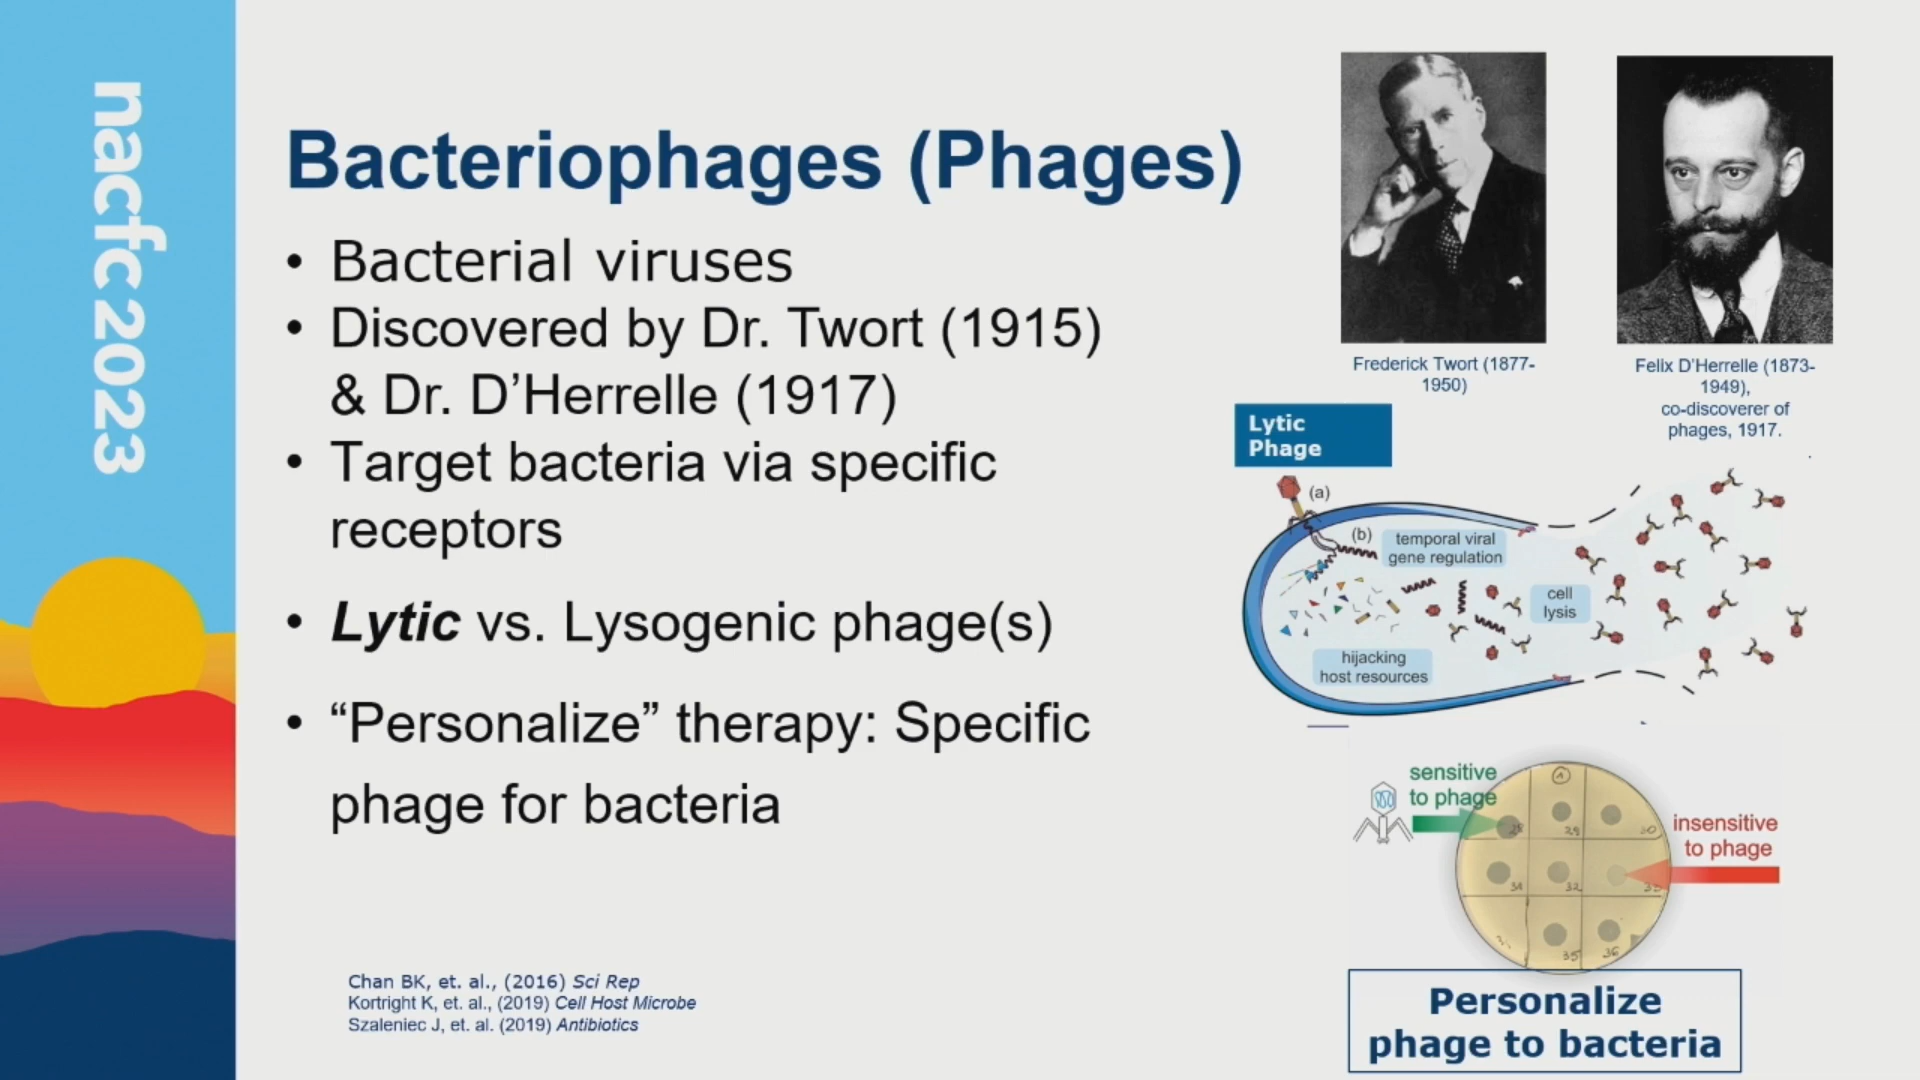 nacfc 2023
Bacteriophages (Phages)
• Bacterial viruses
• Discovered by Dr. Twort (1915)
& Dr. D’Herrelle (1917)
• Target bacteria via specific
receptors
• Lytic vs. Lysogenic phage(s)
• “Personalize” therapy: Specific
phage for bacteria
Chan BK, et. al., (2016) Sci Rep
Kortright K, et. al., (2019) Cell Host Microbe
Szaleniec J, et. al. (2019) Antibiotics
Frederick Twort (1877-
1950)
Felix D’Herrelle (1873-
1949),
co-discoverer of
phages, 1917.
Lytic
Phage
(a)
(b)
temporal viral
gene regulation
cell
lysis
hijacking
host resources
sensitive
to phage
insensitive
to phage
28 29 30
31 32
35 36
Personalize
phage to bacteria